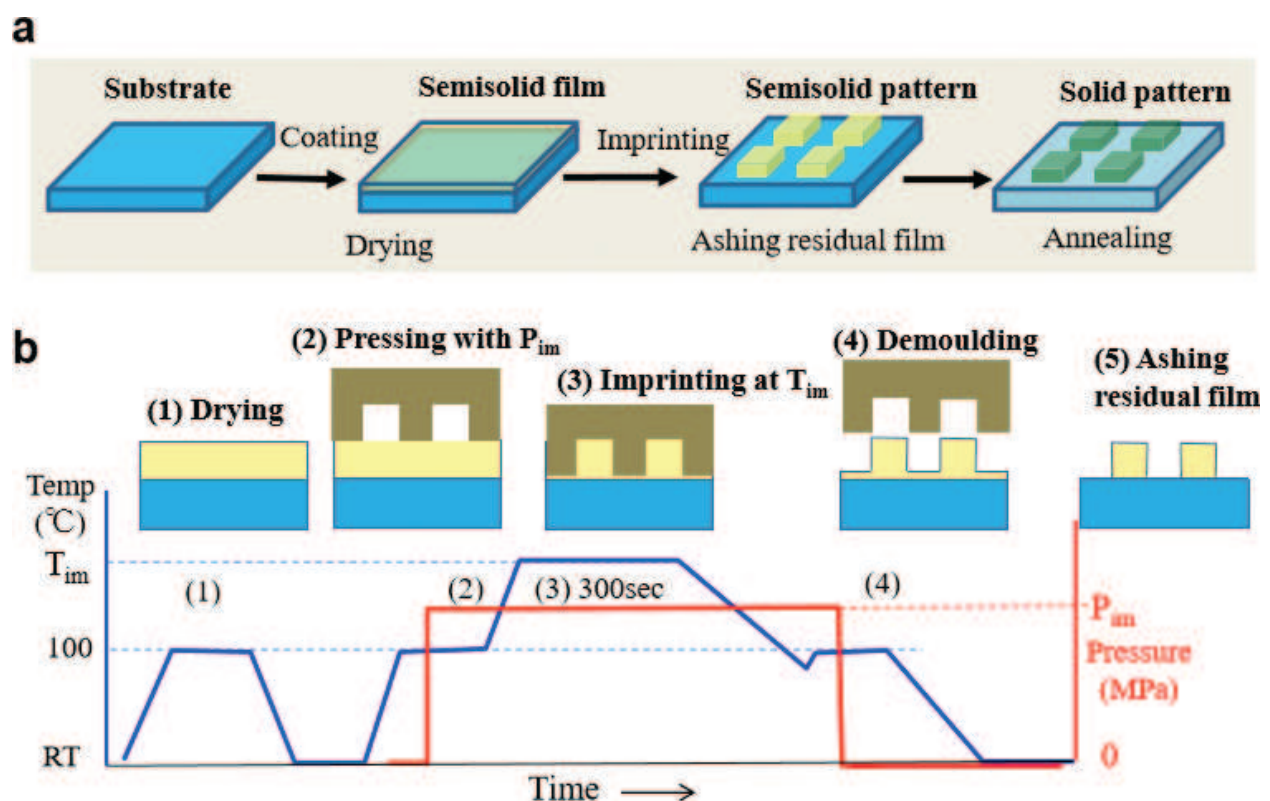 a
Substrate
Semisolid film
Semisolid pattern
Solid pattern
Coating
Imprinting
Drying
Ashing residual film
Annealing
b
(2) Pressing with Pim
(4) Demoulding
(5) Ashing
residual film
(3) Imprinting at Tim
(1) Drying
Temp
(℃)
Tim
(1)
(2)
(3) 300sec
(4)
Pim
100
Pressure
(MPa)
RT
0
Time